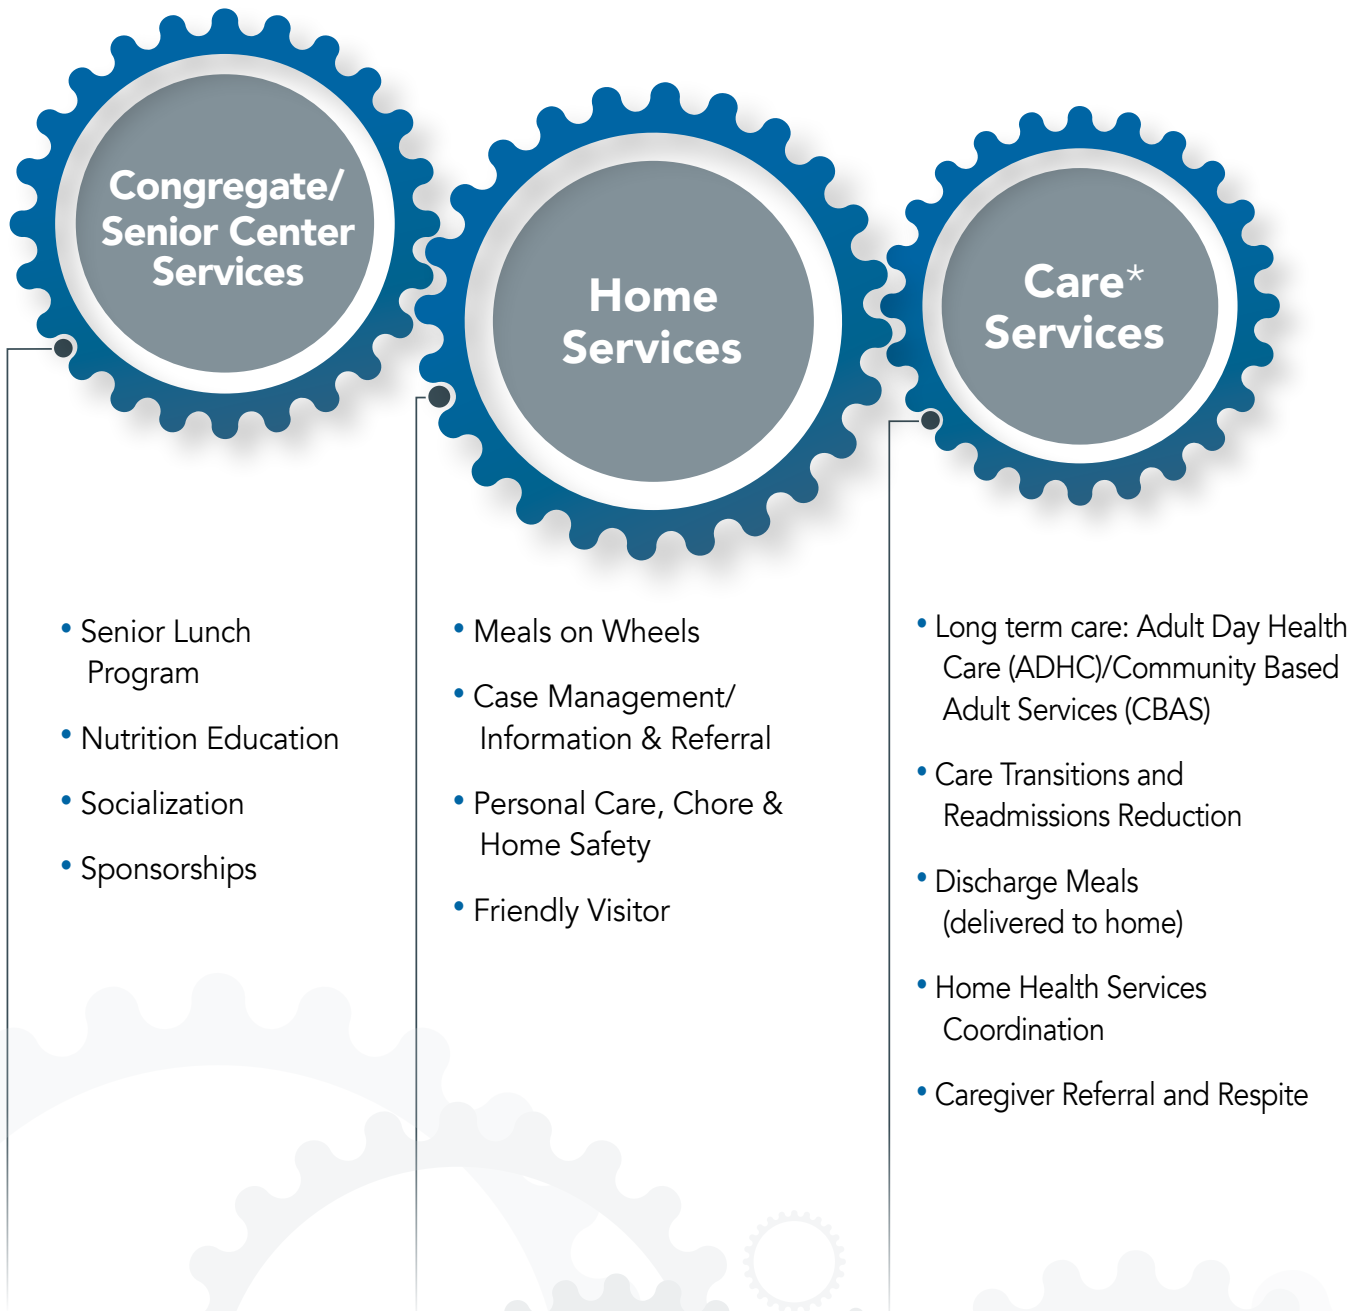 Congregate/
Senior Center
Services
• Senior Lunch
Program
• Nutrition Education
• Socialization
• Sponsorships
Home
Services
• Meals on Wheels
• Case Management/
Information & Referral
• Personal Care, Chore &
Home Safety
• Friendly Visitor
Care*
Services
• Long term care: Adult Day Health
Care (ADHC)/Community Based
Adult Services (CBAS)
• Care Transitions and
Readmissions Reduction
• Discharge Meals
(delivered to home)
• Home Health Services
Coordination
• Caregiver Referral and Respite